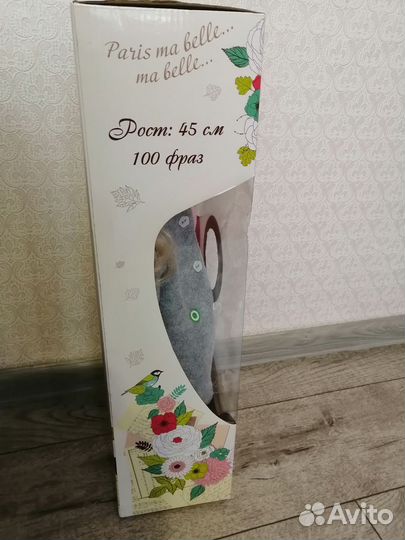 Paris ma belle...
ma belle...
Рост: 45 см
100 фраз
Avito